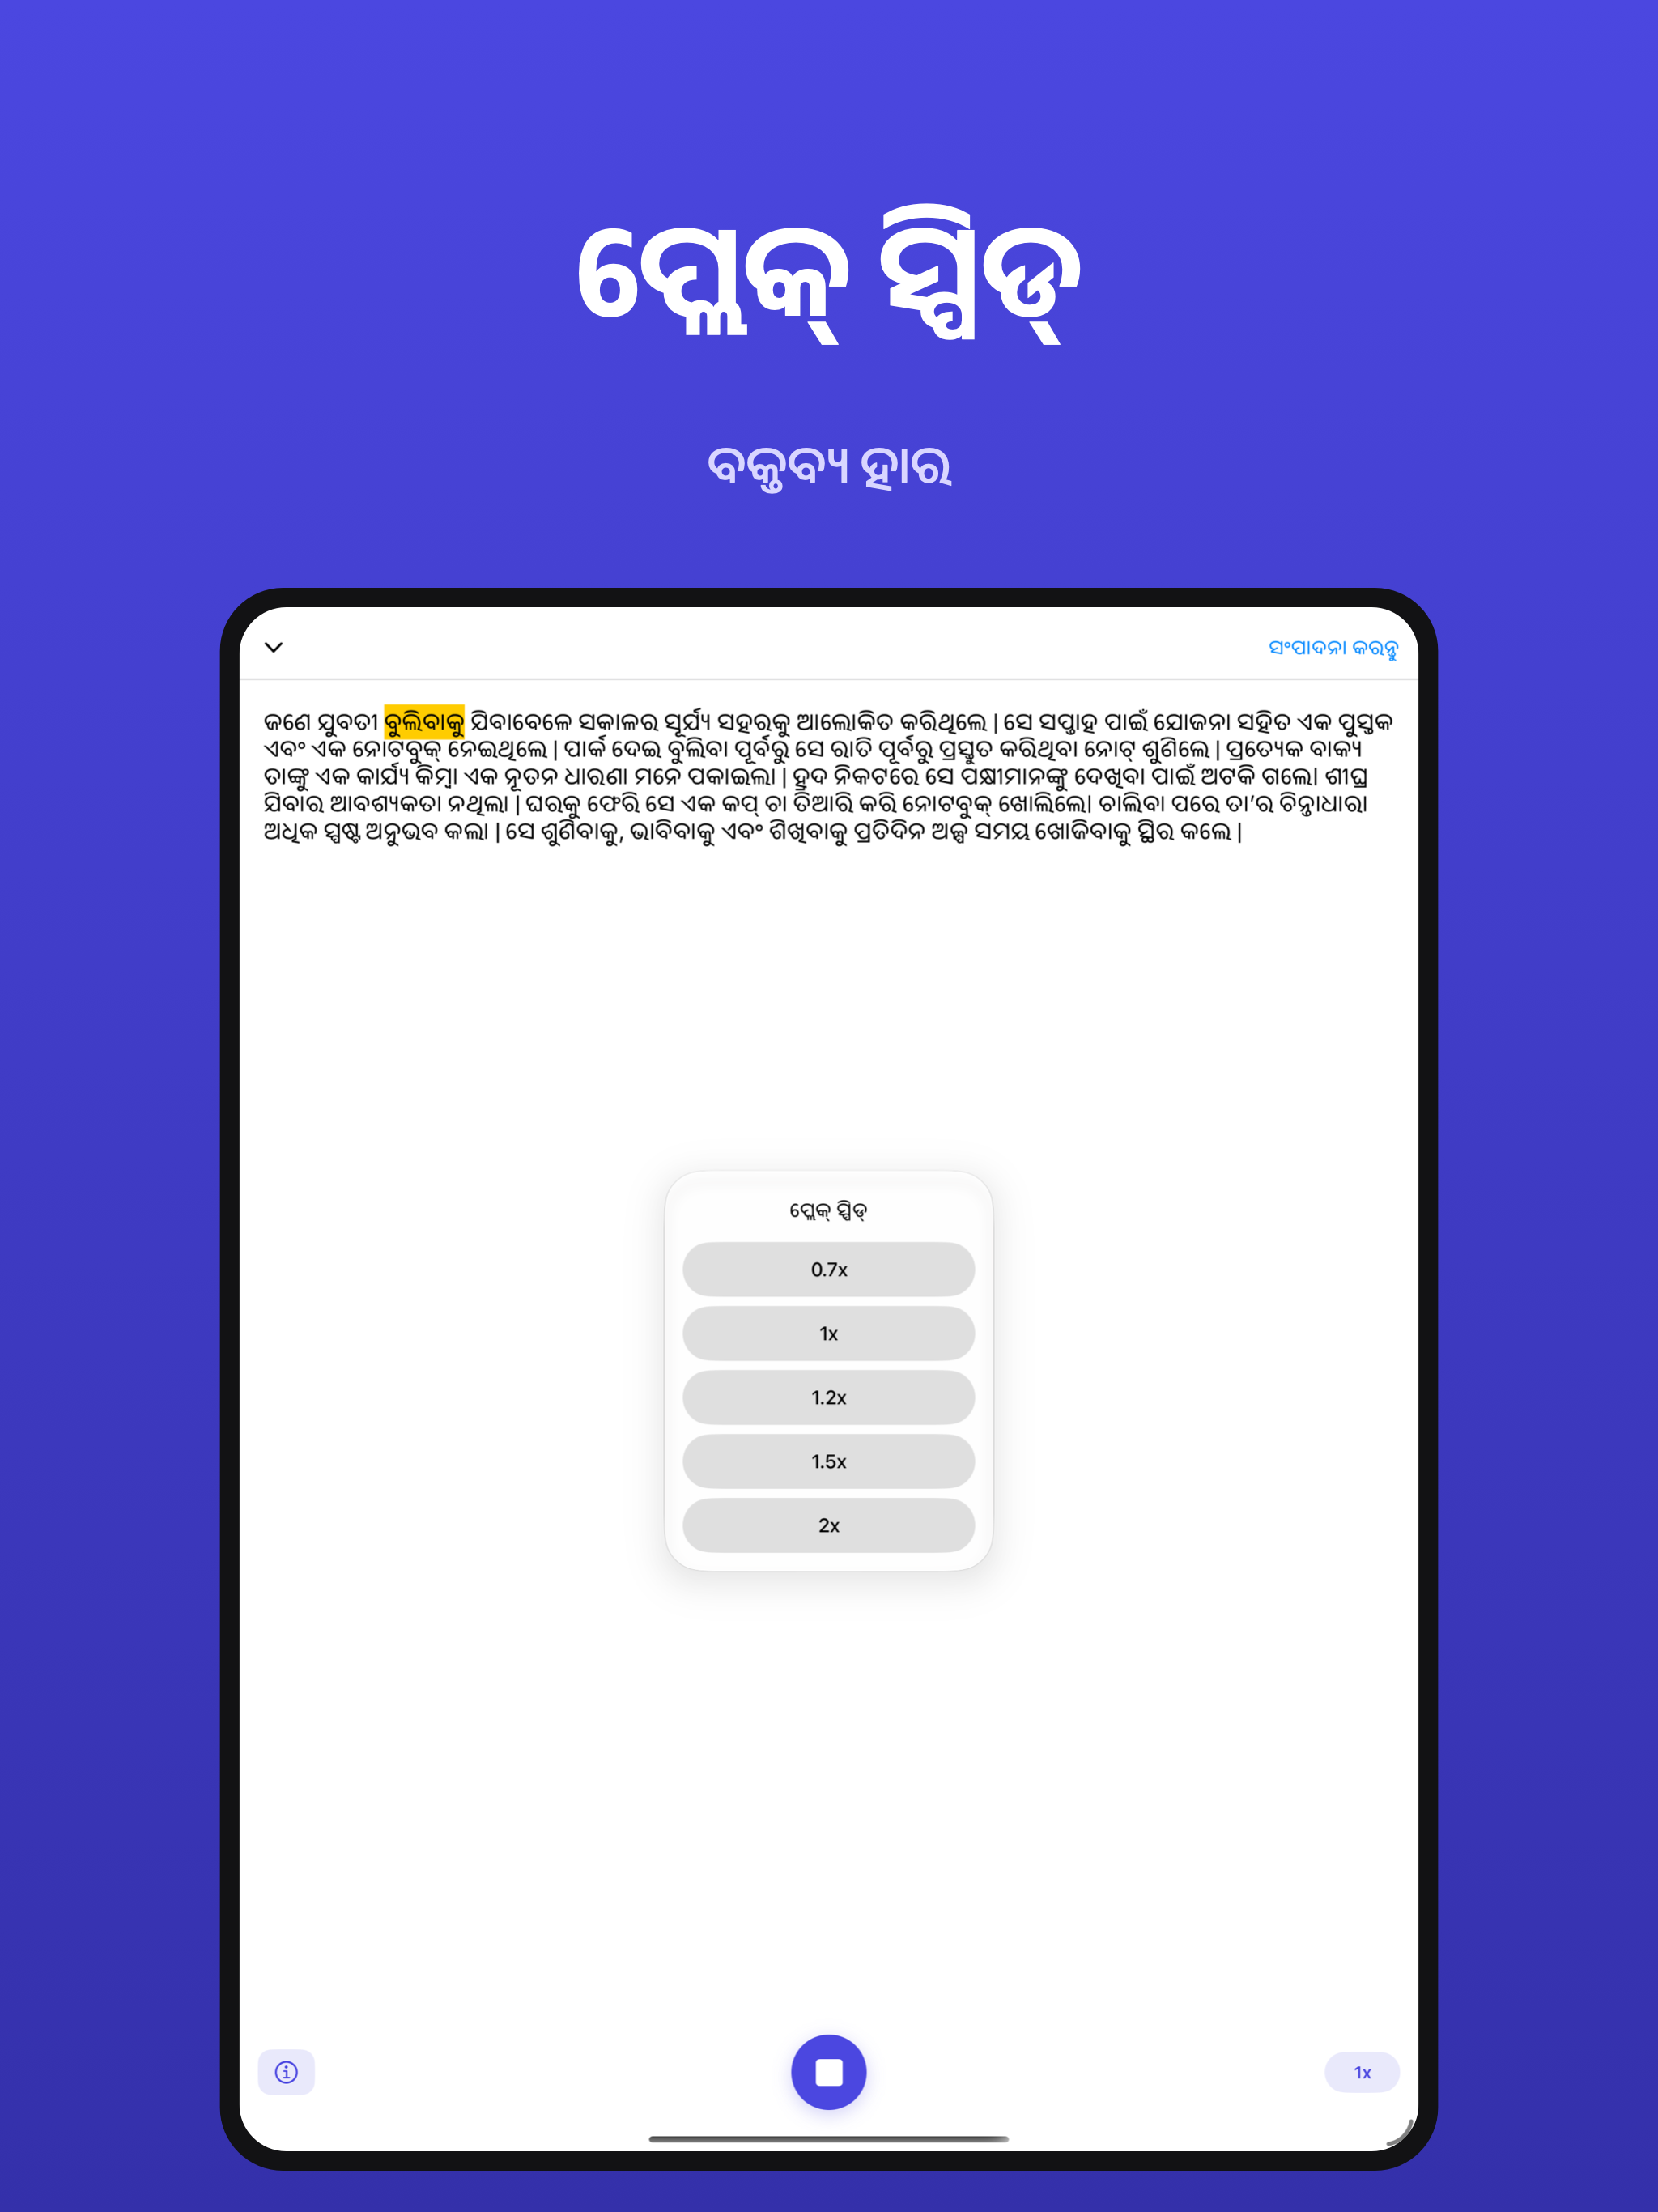 ପ୍ଲେକ୍ ସ୍ପିଡ୍
ବକ୍ତବ୍ୟ ହାର
ସଂପାଦନା କରନ୍ତୁ
ଜଣେ ଯୁବତୀ ବୁଲିବାକୁ ଯିବାବେଳେ ସକାଳର ସୂର୍ଯ୍ୟ ସହରକୁ ଆଲୋକିତ କରିଥିଲେ | ସେ ସପ୍ତାହ ପାଇଁ ଯୋଜନା ସହିତ ଏକ ପୁସ୍ତକ
ଏବଂ ଏକ ନୋଟବୁକ୍ ନେଇଥିଲେ | ପାର୍କ ଦେଇ ବୁଲିବା ପୂର୍ବରୁ ସେ ରାତି ପୂର୍ବରୁ ପ୍ରସ୍ତୁତ କରିଥିବା ନୋଟ୍ ଶୁଣିଲେ | ପ୍ରତ୍ୟେକ ବାକ୍ୟ
ତାଙ୍କୁ ଏକ କାର୍ଯ୍ୟ କିମ୍ବା ଏକ ନୂତନ ଧାରଣା ମନେ ପକାଇଲା | ହ୍ରଦ ନିକଟରେ ସେ ପକ୍ଷୀମାନଙ୍କୁ ଦେଖିବା ପାଇଁ ଅଟକି ଗଲେ। ଶୀଘ୍ର
ଯିବାର ଆବଶ୍ୟକତା ନଥିଲା | ଘରକୁ ଫେରି ସେ ଏକ କପ୍ ଚା ତିଆରି କରି ନୋଟବୁକ୍ ଖୋଲିଲେ। ଚାଲିବା ପରେ ତା’ର ଚିନ୍ତାଧାରା
ଅଧିକ ସ୍ପଷ୍ଟ ଅନୁଭବ କଲା | ସେ ଶୁଣିବାକୁ, ଭାବିବାକୁ ଏବଂ ଶିଖିବାକୁ ପ୍ରତିଦିନ ଅଳ୍ପ ସମୟ ଖୋଜିବାକୁ ସ୍ଥିର କଲେ |
ପ୍ଲେକ୍ ସ୍ପିଡ୍
0.7x
1x
1.2x
1.5x
2x
1x